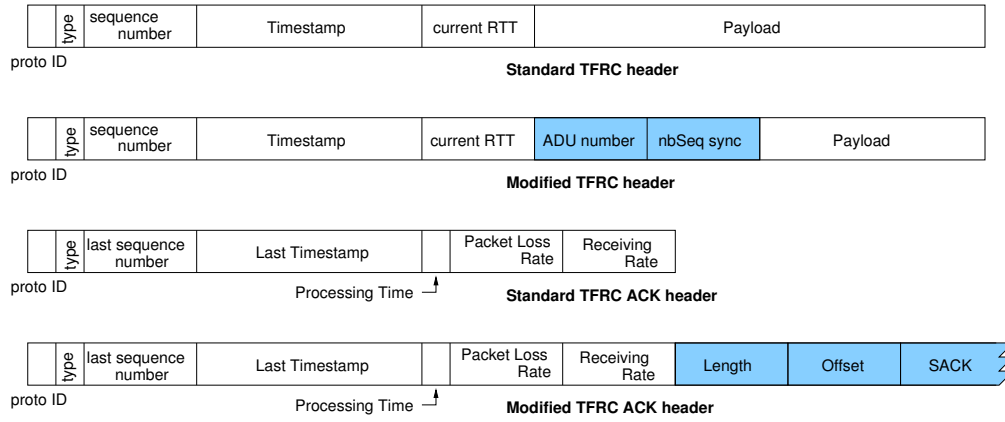 type
sequence
number
Timestamp
current RTT
Payload
proto ID
Standard TFRC header
type
sequence
number
Timestamp
current RTT
ADU number
nbSeq sync
Payload
proto ID
Modified TFRC header
type
last sequence
number
Last Timestamp
Packet Loss
Rate
Receiving
Rate
proto ID
Processing Time
Standard TFRC ACK header
type
last sequence
number
Last Timestamp
Packet Loss
Rate
Receiving
Rate
Length
Offset
SACK
proto ID
Processing Time
Modified TFRC ACK header